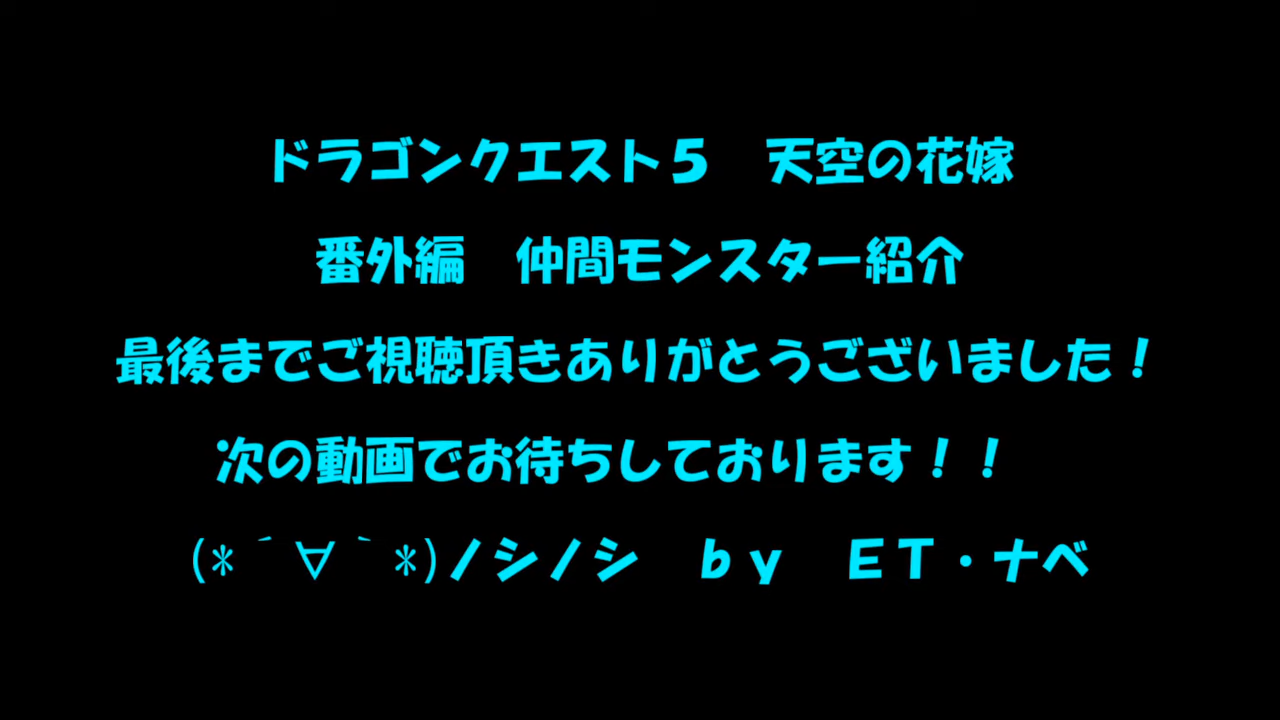 ドラゴンクエスト５　天空の花嫁
番外編　仲間モンスター紹介
最後までご視聴頂きありがとうございました！
次の動画でお待ちしております！！
(*´∀｀*)ノシノシ　ｂｙ　ＥＴ・ナベ